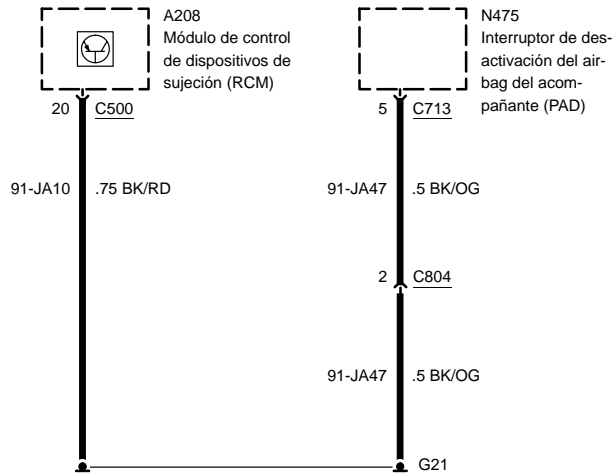 A208
Módulo de control
de dispositivos de
sujeción (RCM)
N475
Interruptor de des-
activación del air-
bag del acom-
pañante (PAD)
20 C500
5 C713
91-JA10 .75 BK/RD
91-JA47 .5 BK/OG
2 C804
91-JA47 .5 BK/OG
G21